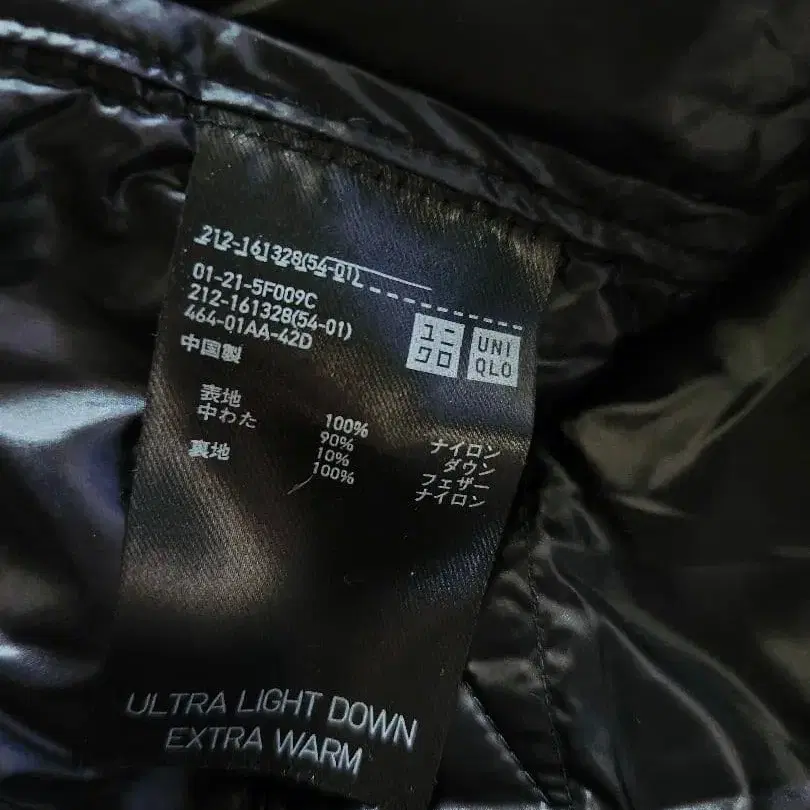 212-161328(54-01)
01-21-5F009C
212-161328(54-01)
464-01AA-42D
中国製
ユニ
クロ
UNI
QLO
表地 100% ナイロン
中わた 90% ダウン
10% フェザー
裏地 100% ナイロン
ULTRA LIGHT DOWN
EXTRA WARM